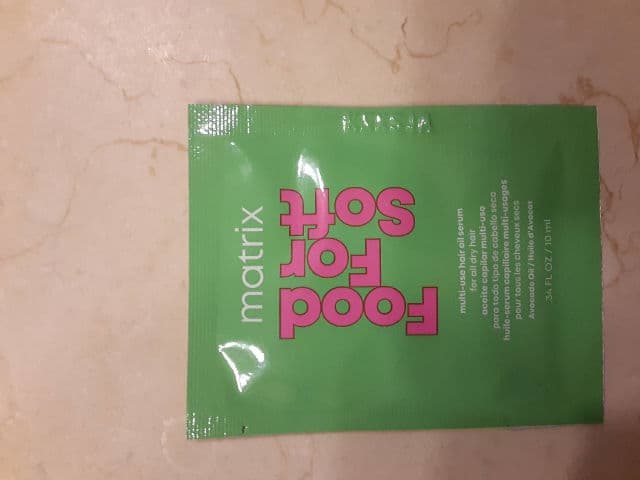 matrix
Food
For
Soft
multi-use hair oil serum
for all dry hair
aceite capilar multi-uso
para todo tipo de cabello seco
huile-sérum capillaire multi-usages
pour tous les cheveux secs
Avocado Oil / Huile d'Avocat
.34 FL OZ / 10 ml